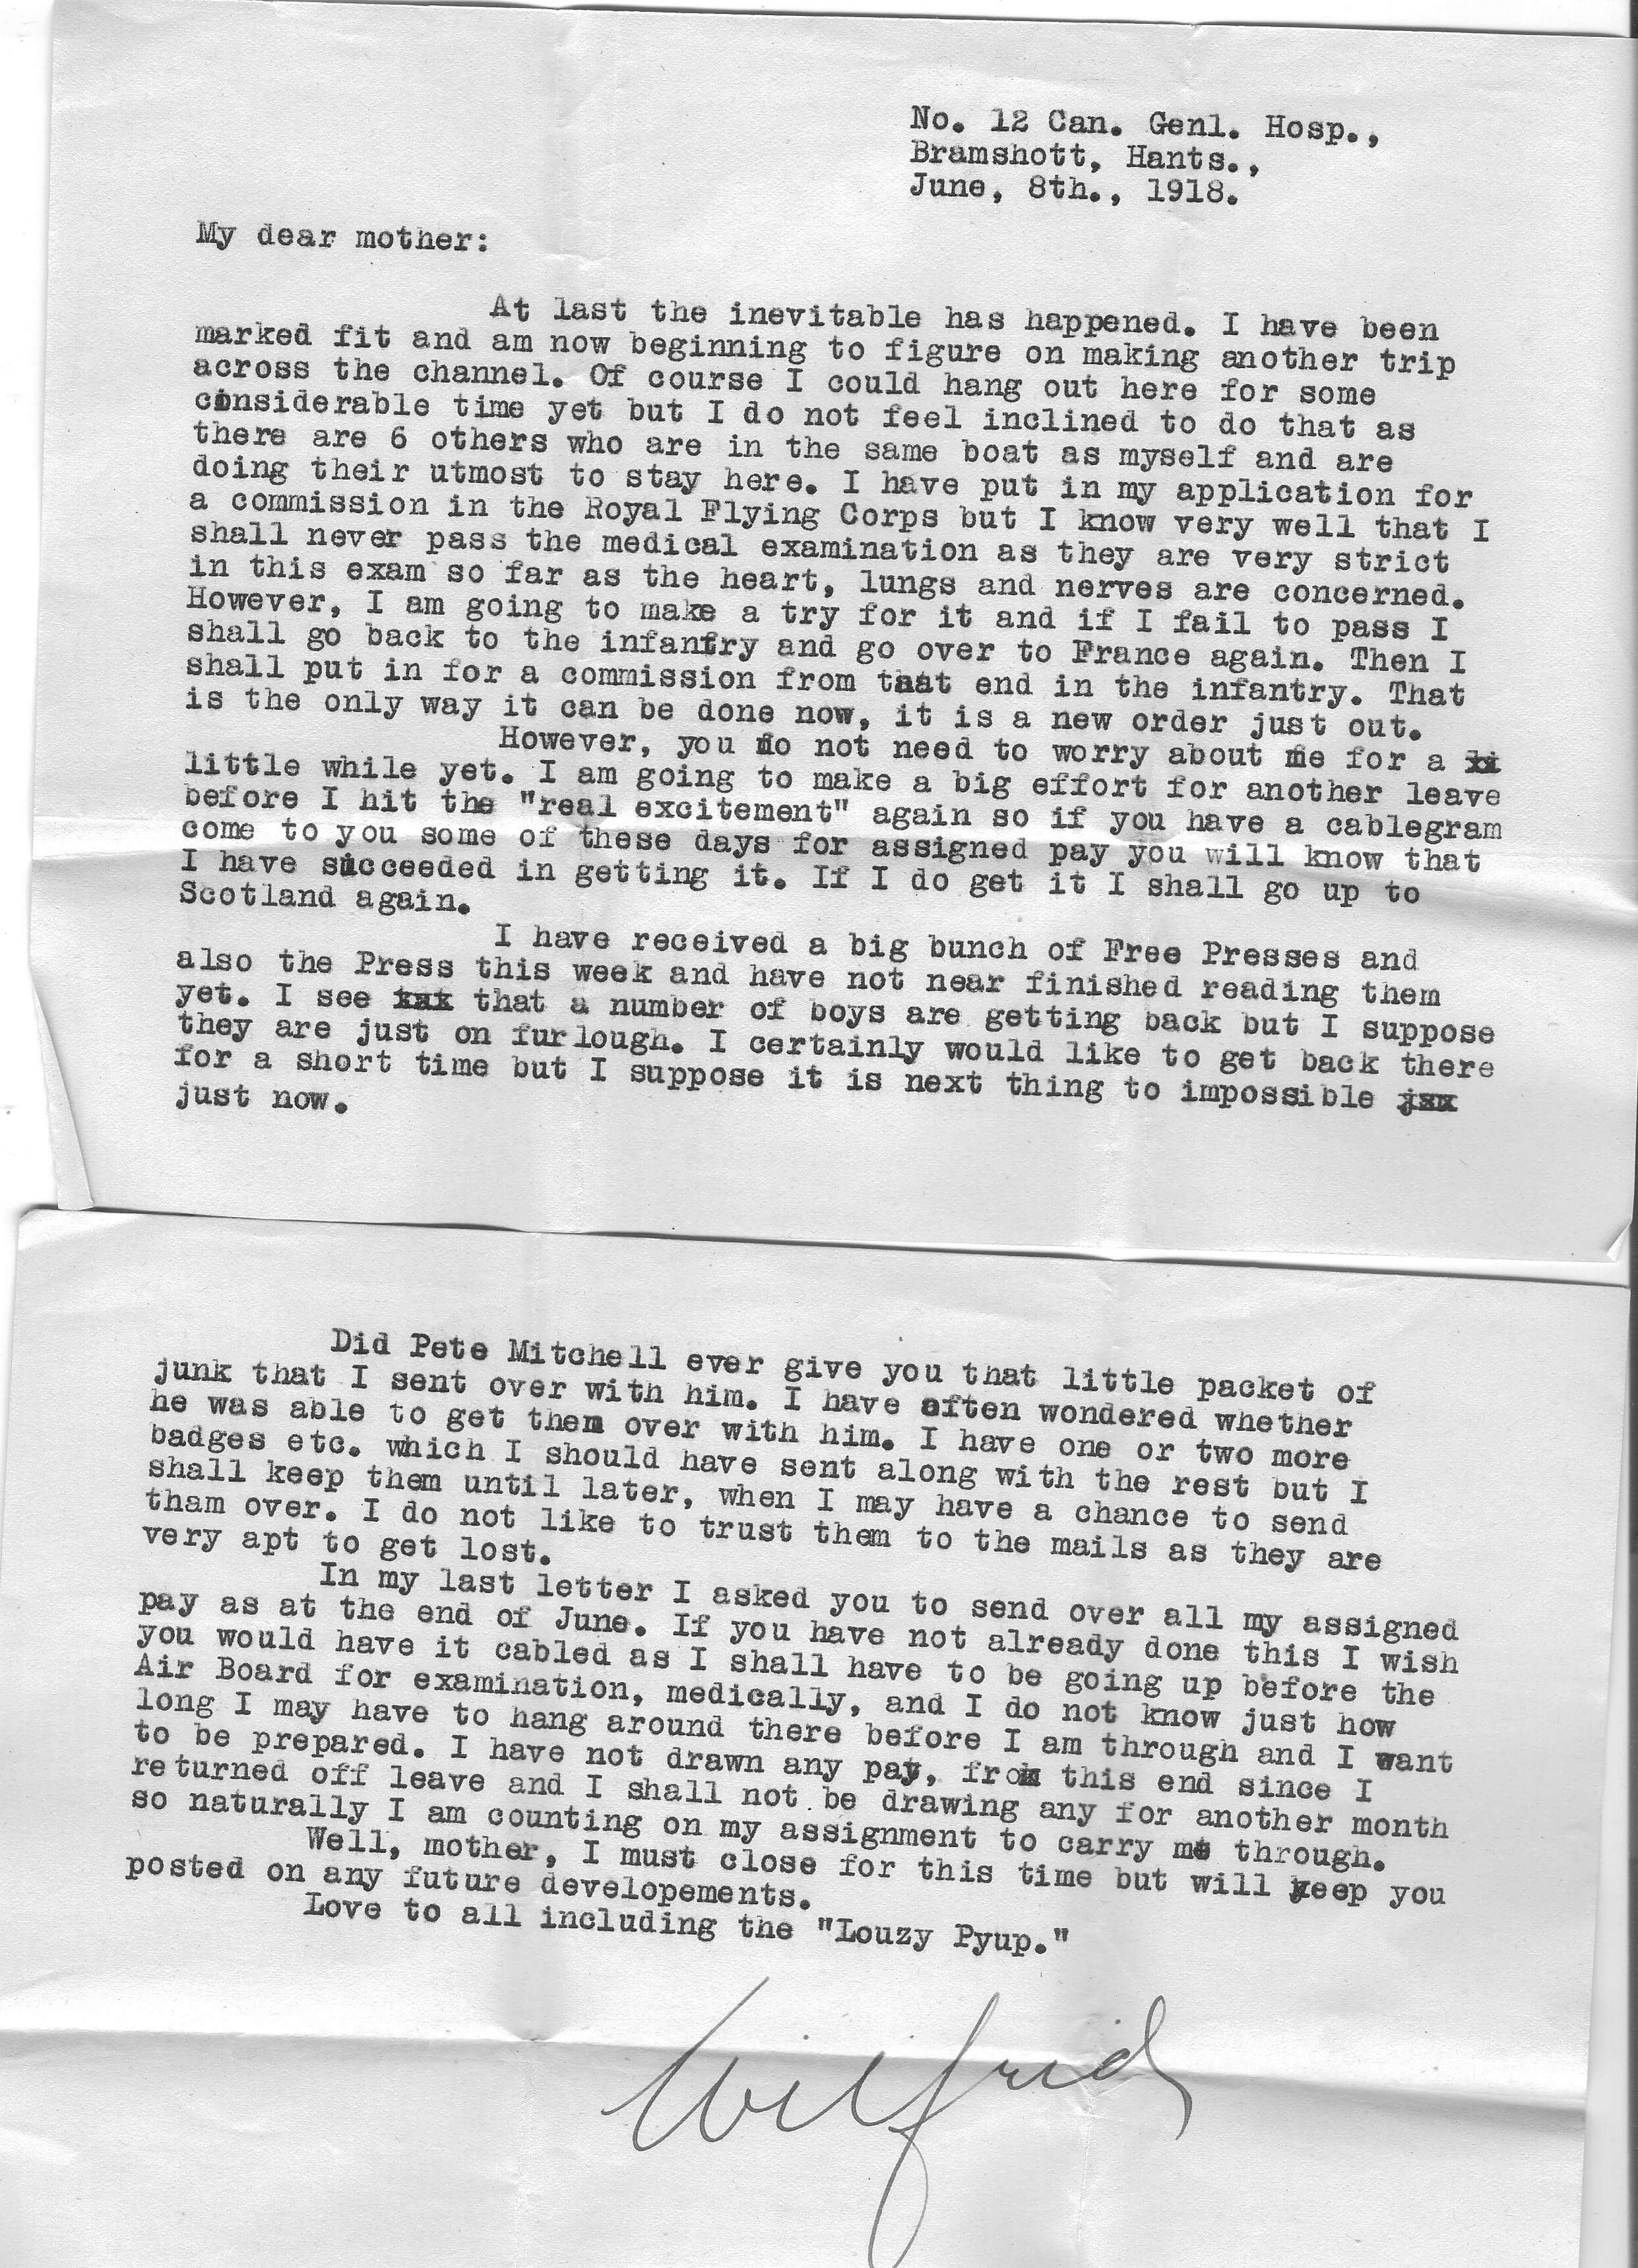 No. 12 Can. Genl. Hosp.,
Bramshott, Hants.,
June, 8th., 1918.
My dear mother:
At last the inevitable has happened. I have been
marked fit and am now beginning to figure on making another trip
across the channel. Of course I could hang out here for some
considerable time yet but I do not feel inclined to do that as
there are 6 others who are in the same boat as myself and are
doing their utmost to stay here. I have put in my application for
a commission in the Royal Flying Corps but I know very well that I
shall never pass the medical examination as they are very strict
in this exam so far as the heart, lungs and nerves are concerned.
However, I am going to make a try for it and if I fail to pass I
shall go back to the infantry and go over to France again. Then I
shall put in for a commission from that end in the infantry. That
is the only way it can be done now, it is a new order just out.
However, you do not need to worry about me for a xx
little while yet. I am going to make a big effort for another leave
before I hit the "real excitement" again so if you have a cablegram
come to you some of these days for assigned pay you will know that
I have succeeded in getting it. If I do get it I shall go up to
Scotland again.
I have received a big bunch of Free Presses and
also the Press this week and have not near finished reading them
yet. I see xxx that a number of boys are getting back but I suppose
they are just on furlough. I certainly would like to get back there
for a short time but I suppose it is next thing to impossible jxx
just now.
Did Pete Mitchell ever give you that little packet of
junk that I sent over with him. I have often wondered whether
he was able to get them over with him. I have one or two more
badges etc. which I should have sent along with the rest but I
shall keep them until later, when I may have a chance to send
tham over. I do not like to trust them to the mails as they are
very apt to get lost.
In my last letter I asked you to send over all my assigned
pay as at the end of June. If you have not already done this I wish
you would have it cabled as I shall have to be going up before the
Air Board for examination, medically, and I do not know just how
long I may have to hang around there before I am through and I want
to be prepared. I have not drawn any pay, from this end since I
returned off leave and I shall not be drawing any for another month
so naturally I am counting on my assignment to carry me through.
Well, mother, I must close for this time but will keep you
posted on any future developements.
Love to all including the "Louzy Pyup."
Wilfrid